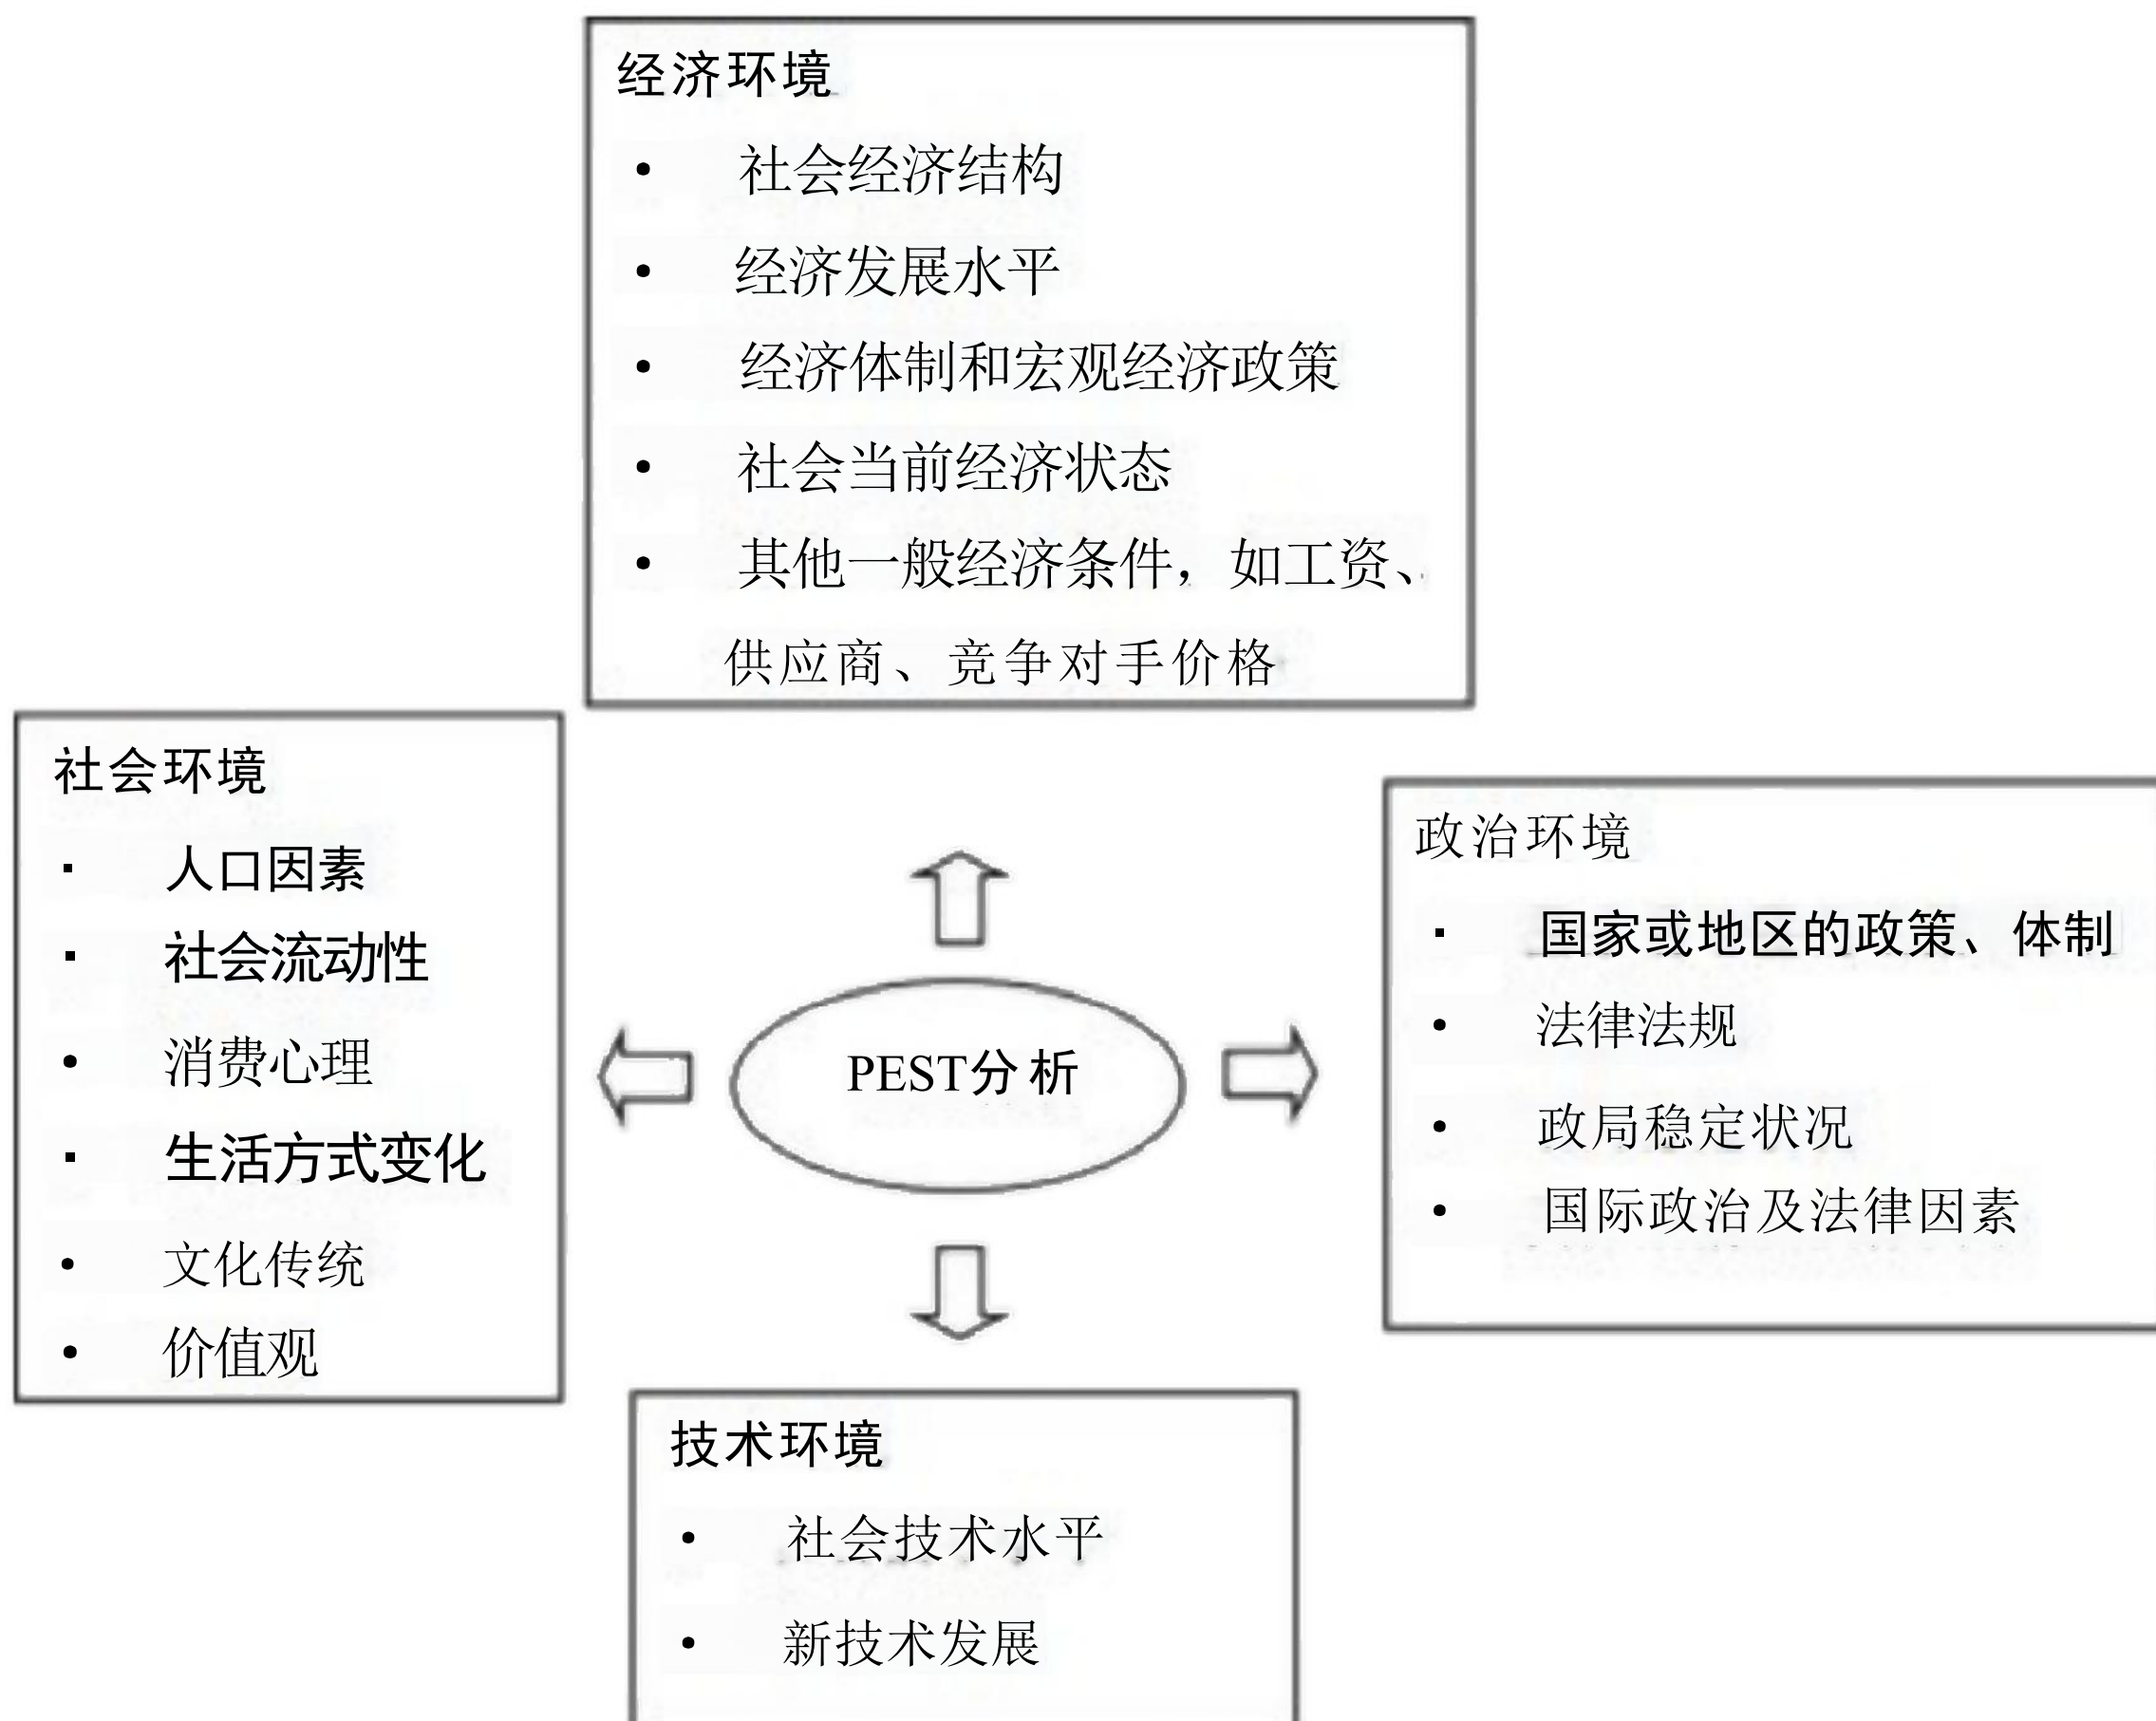 经济环境
• 社会经济结构
• 经济发展水平
• 经济体制和宏观经济政策
• 社会当前经济状态
• 其他一般经济条件，如工资、
供应商、竞争对手价格
社会环境
▪ 人口因素
▪ 社会流动性
• 消费心理
▪ 生活方式变化
• 文化传统
• 价值观
PEST分析
政治环境
▪ 国家或地区的政策、体制
• 法律法规
• 政局稳定状况
• 国际政治及法律因素
技术环境
• 社会技术水平
• 新技术发展